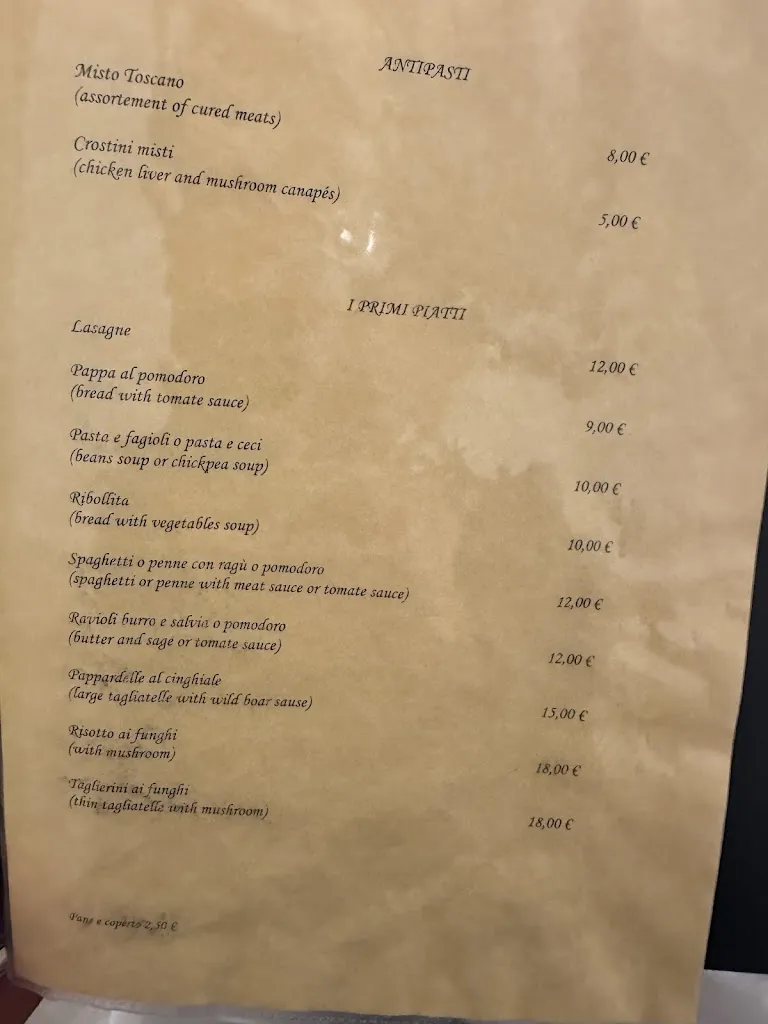 ANTIPASTI
Misto Toscano
(assortement of cured meats)
8,00 €
Crostini misti
(chicken liver and mushroom canapés)
5,00 €
I PRIMI PIATTI
Lasagne
12,00 €
Pappa al pomodoro
(bread with tomate sauce)
9,00 €
Pasta e fagioli o pasta e ceci
(beans soup or chickpea soup)
10,00 €
Ribollita
(bread with vegetables soup)
10,00 €
Spaghetti o penne con ragù o pomodoro
(spaghetti or penne with meat sauce or tomate sauce)
12,00 €
Ravioli burro e salvia o pomodoro
(butter and sage or tomate sauce)
12,00 €
Pappardelle al cinghiale
(large tagliatelle with wild boar sause)
15,00 €
Risotto ai funghi
(with mushroom)
18,00 €
Taglierini ai funghi
(thin tagliatelle with mushroom)
18,00 €
Pane e coperto 2,50 €